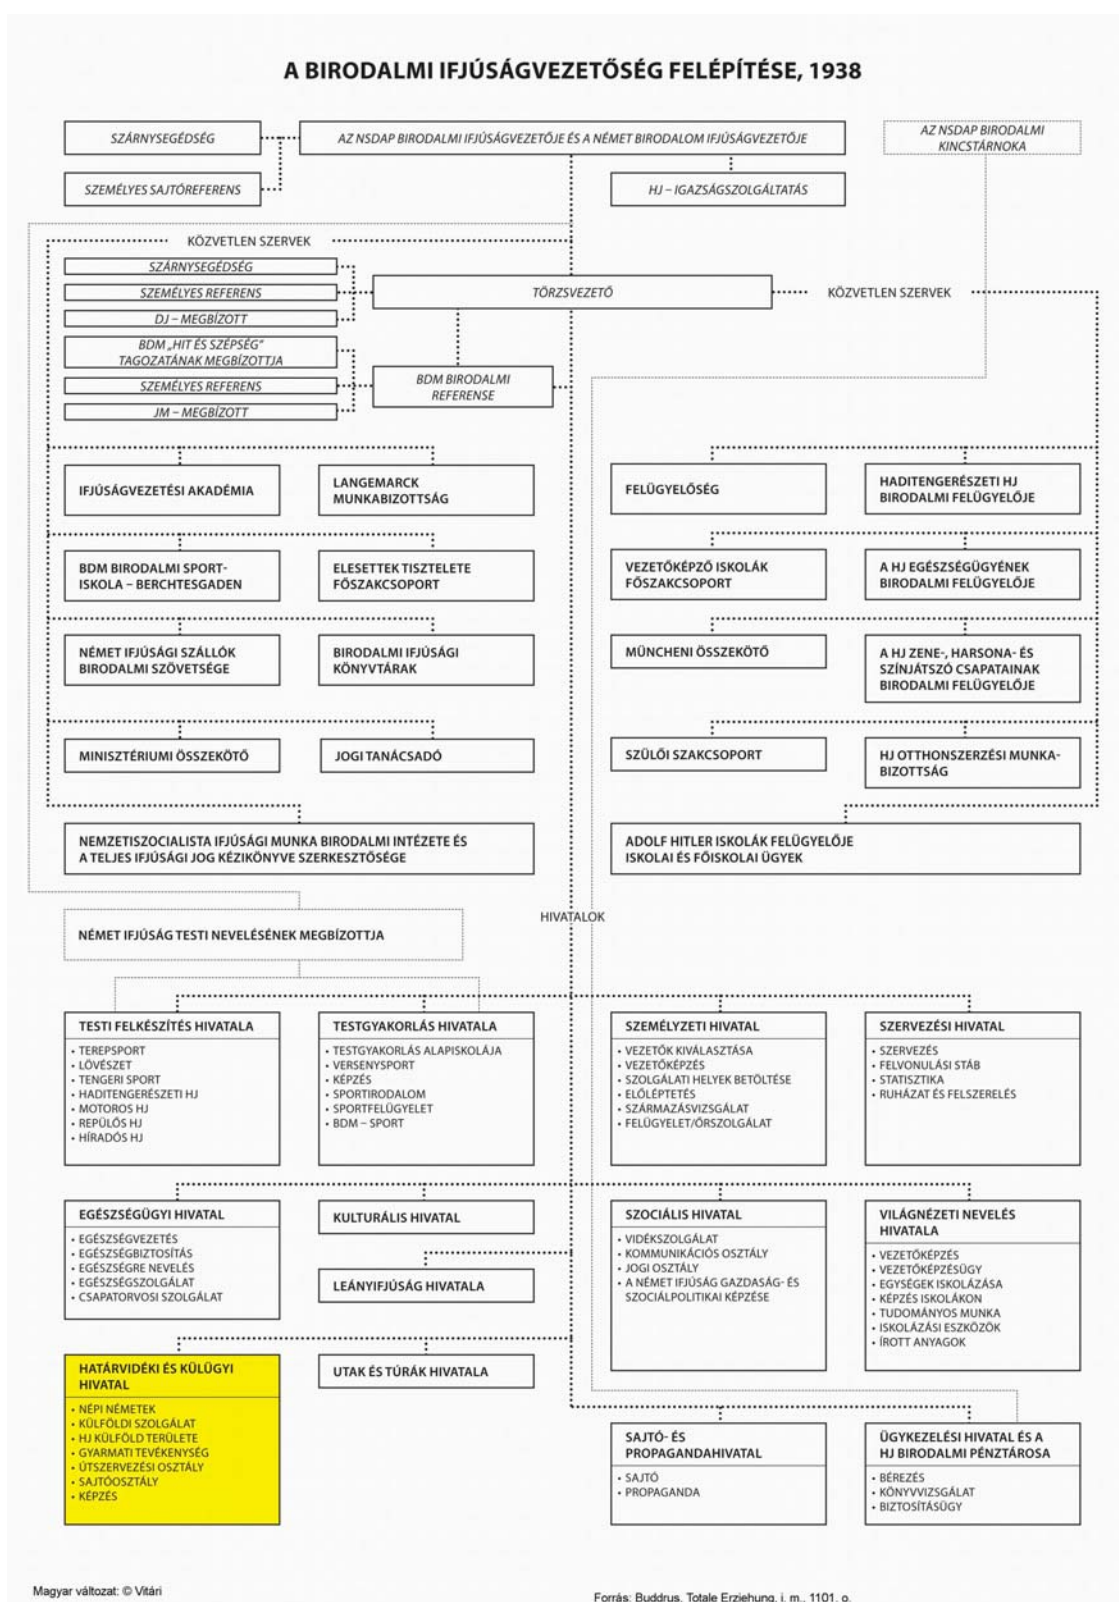 A BIRODALMI IFJÚSÁGVEZETŐSÉG FELÉPÍTÉSE, 1938
SZÁRNYSEGÉDSÉG
AZ NSDAP BIRODALMI IFJÚSÁGVEZETŐJE ÉS A NÉMET BIRODALOM IFJÚSÁGVEZETŐJE
AZ NSDAP BIRODALMI
KINCSTÁRNOKA
SZEMÉLYES SAJTÓREFERENS
HJ – IGAZSÁGSZOLGÁLTATÁS
KÖZVETLEN SZERVEK
SZÁRNYSEGÉDSÉG
SZEMÉLYES REFERENS
DJ – MEGBÍZOTT
TÖRZSVEZETŐ
KÖZVETLEN SZERVEK
BDM „HIT ÉS SZÉPSÉG”
TAGOZATÁNAK MEGBÍZOTTJA
SZEMÉLYES REFERENS
JM – MEGBÍZOTT
BDM BIRODALMI
REFERENSE
IFJÚSÁGVEZETÉSI AKADÉMIA
LANGEMARCK
MUNKABIZOTTSÁG
FELÜGYELŐSÉG
HADITENGERÉSZETI HJ
BIRODALMI FELÜGYELŐJE
BDM BIRODALMI SPORT-
ISKOLA – BERCHTESGADEN
ELESETTEK TISZTELETE
FŐSZAKCSOPORT
VEZETŐKÉPZŐ ISKOLÁK
FŐSZAKCSOPORT
A HJ EGÉSZSÉGÜGYÉNEK
BIRODALMI FELÜGYELŐJE
NÉMET IFJÚSÁGI SZÁLLÓK
BIRODALMI SZÖVETSÉGE
BIRODALMI IFJÚSÁGI
KÖNYVTÁRAK
MÜNCHENI ÖSSZEKÖTŐ
A HJ ZENE-, HARSONA- ÉS
SZÍNJÁTSZÓ CSAPATAINAK
BIRODALMI FELÜGYELŐJE
MINISZTÉRIUMI ÖSSZEKÖTŐ
JOGI TANÁCSADÓ
SZÜLŐI SZAKCSOPORT
HJ OTTHONSZERZÉSI MUNKA-
BIZOTTSÁG
NEMZETISZOCIALISTA IFJÚSÁGI MUNKA BIRODALMI INTÉZETE ÉS
A TELJES IFJÚSÁGI JOG KÉZIKÖNYVE SZERKESZTŐSÉGE
ADOLF HITLER ISKOLÁK FELÜGYELŐJE
ISKOLAI ÉS FŐISKOLAI ÜGYEK
HIVATALOK
NÉMET IFJÚSÁG TESTI NEVELÉSÉNEK MEGBÍZOTTJA
TESTI FELKÉSZÍTÉS HIVATALA
• TEREPSPORT
• LÖVÉSZET
• TENGERI SPORT
• HADITENGERÉSZETI HJ
• MOTOROS HJ
• REPÜLŐS HJ
• HÍRADÓS HJ
TESTGYAKORLÁS HIVATALA
• TESTGYAKORLÁS ALAPISKOLÁJA
• VERSENYSPORT
• KÉPZÉS
• SPORTIRODALOM
• SPORTFELÜGYELET
• BDM – SPORT
SZEMÉLYZETI HIVATAL
• VEZETŐK KIVÁLASZTÁSA
• VEZETŐKÉPZÉS
• SZOLGÁLATI HELYEK BETÖLTÉSE
• ELŐLÉPTETÉS
• SZÁRMAZÁSVIZSGÁLAT
• FELÜGYELET/ŐRSZOLGÁLAT
SZERVEZÉSI HIVATAL
• SZERVEZÉS
• FELVONULÁSI STÁB
• STATISZTIKA
• RUHÁZAT ÉS FELSZERELÉS
EGÉSZSÉGÜGYI HIVATAL
• EGÉSZSÉGVEZETÉS
• EGÉSZSÉGBIZTOSÍTÁS
• EGÉSZSÉGRE NEVELÉS
• EGÉSZSÉGSZOLGÁLAT
• CSAPATORVOSI SZOLGÁLAT
KULTURÁLIS HIVATAL
LEÁNYIFJÚSÁG HIVATALA
SZOCIÁLIS HIVATAL
• VIDÉKSZOLGÁLAT
• KOMMUNIKÁCIÓS OSZTÁLY
• JOGI OSZTÁLY
• A NÉMET IFJÚSÁG GAZDASÁG- ÉS
SZOCIÁLPOLITIKAI KÉPZÉSE
VILÁGNÉZETI NEVELÉS
HIVATALA
• VEZETŐKÉPZÉS
• VEZETŐKÉPZÉSÜGY
• EGYSÉGEK ISKOLÁZÁSA
• KÉPZÉS ISKOLÁKON
• TUDOMÁNYOS MUNKA
• ISKOLÁZÁSI ESZKÖZÖK
• ÍROTT ANYAGOK
HATÁRVIDÉKI ÉS KÜLÜGYI
HIVATAL
• NÉPI NÉMETEK
• KÜLFÖLDI SZOLGÁLAT
• HJ KÜLFÖLD TERÜLETE
• GYARMATI TEVÉKENYSÉG
• ÚTSZERVEZÉSI OSZTÁLY
• SAJTÓOSZTÁLY
• KÉPZÉS
UTAK ÉS TÚRÁK HIVATALA
SAJTÓ- ÉS
PROPAGANDAHIVATAL
• SAJTÓ
• PROPAGANDA
ÜGYKEZELÉSI HIVATAL ÉS A
HJ BIRODALMI PÉNZTÁROSA
• BÉREZÉS
• KÖNYVVIZSGÁLAT
• BIZTOSÍTÁSÜGY
Magyar változat: © Vitári
Forrás: Buddrus, Totale Erziehung, i. m., 1101. o.